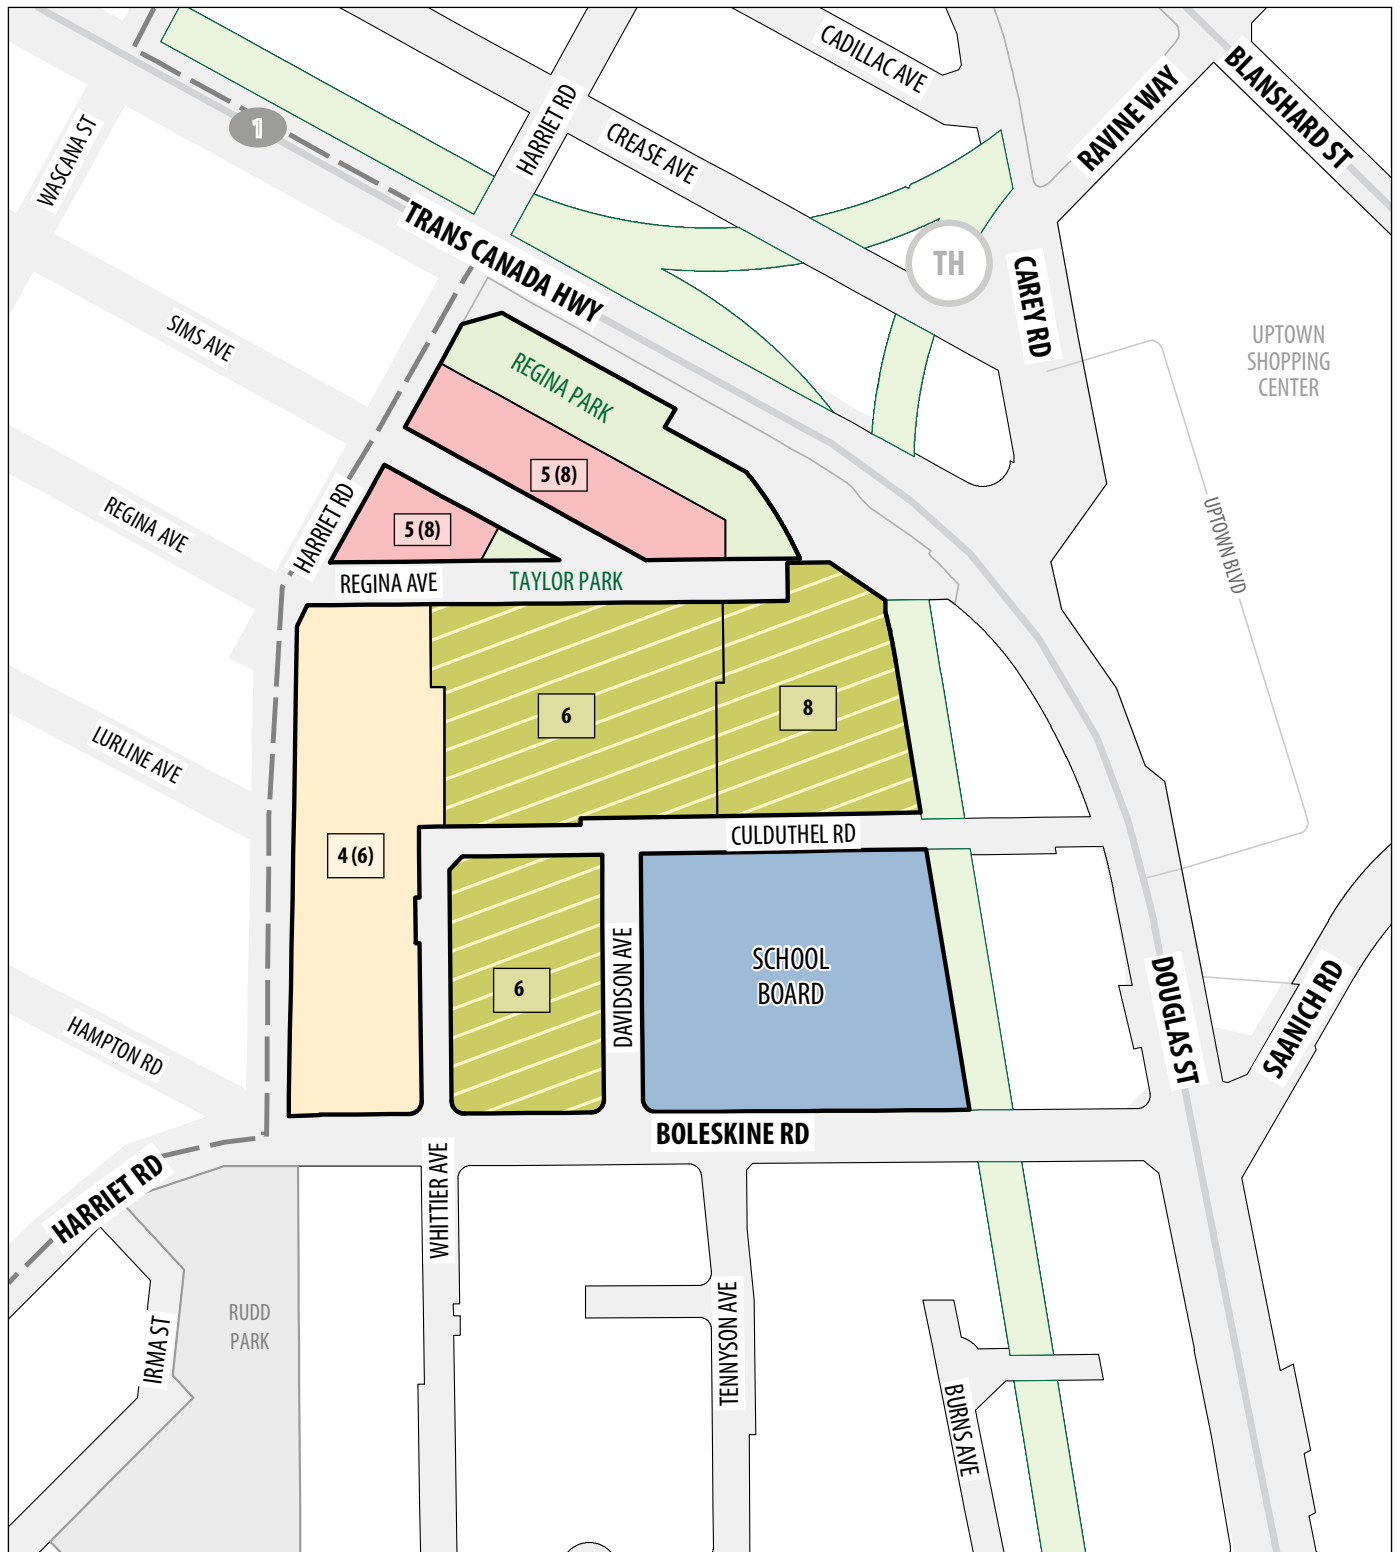 CADILLAC AVE
BLANSHARD ST
RAVINE WAY
HARRIET RD
1
CREASE AVE
WASCANA ST
TRANS CANADA HWY
TH
CAREY RD
SIMS AVE
UPTOWN
SHOPPING
CENTER
REGINA PARK
5 (8)
5 (8)
REGINA AVE
HARRIET RD
UPTOWN BLVD
REGINA AVE
TAYLOR PARK
6
8
LURLINE AVE
CULDUTHEL RD
4 (6)
SCHOOL
BOARD
6
DAVIDSON AVE
DOUGLAS ST
SAANICH RD
HAMPTON RD
BOLESKINE RD
HARRIET RD
WHITTIER AVE
RUDD
PARK
IRMA ST
TENNYSON AVE
BURNS AVE